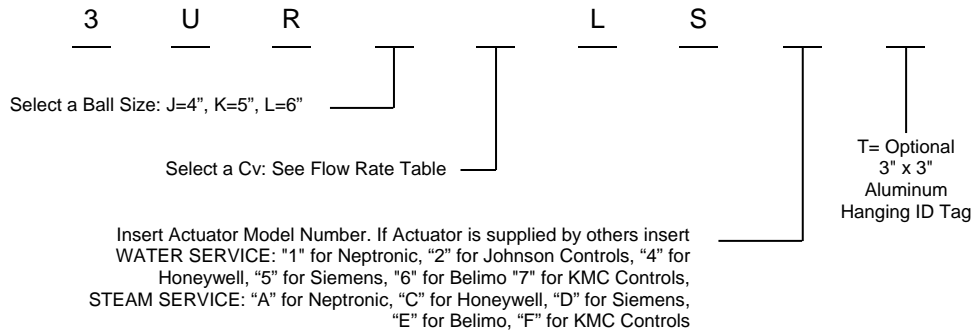 3 U R L S
Select a Ball Size: J=4”, K=5”, L=6”
Select a Cv: See Flow Rate Table
T= Optional
3" x 3"
Aluminum
Hanging ID Tag
Insert Actuator Model Number. If Actuator is supplied by others insert
WATER SERVICE: "1" for Neptronic, “2” for Johnson Controls, “4” for
Honeywell, “5” for Siemens, "6" for Belimo "7" for KMC Controls,
STEAM SERVICE: “A” for Neptronic, “C” for Honeywell, “D” for Siemens,
“E” for Belimo, “F” for KMC Controls